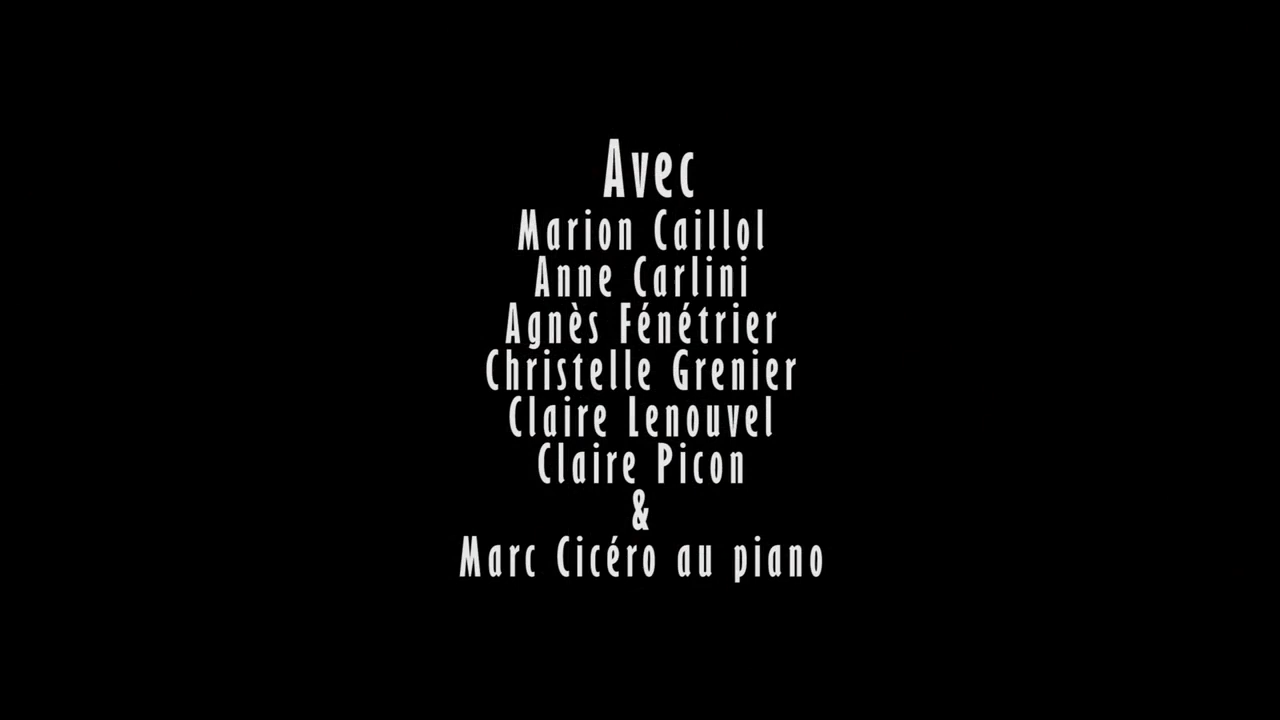 Avec
Marion Caillol
Anne Carlini
Agnès Fénétrier
Christelle Grenier
Claire Lenouvel
Claire Picon
&
Marc Cicéro au piano